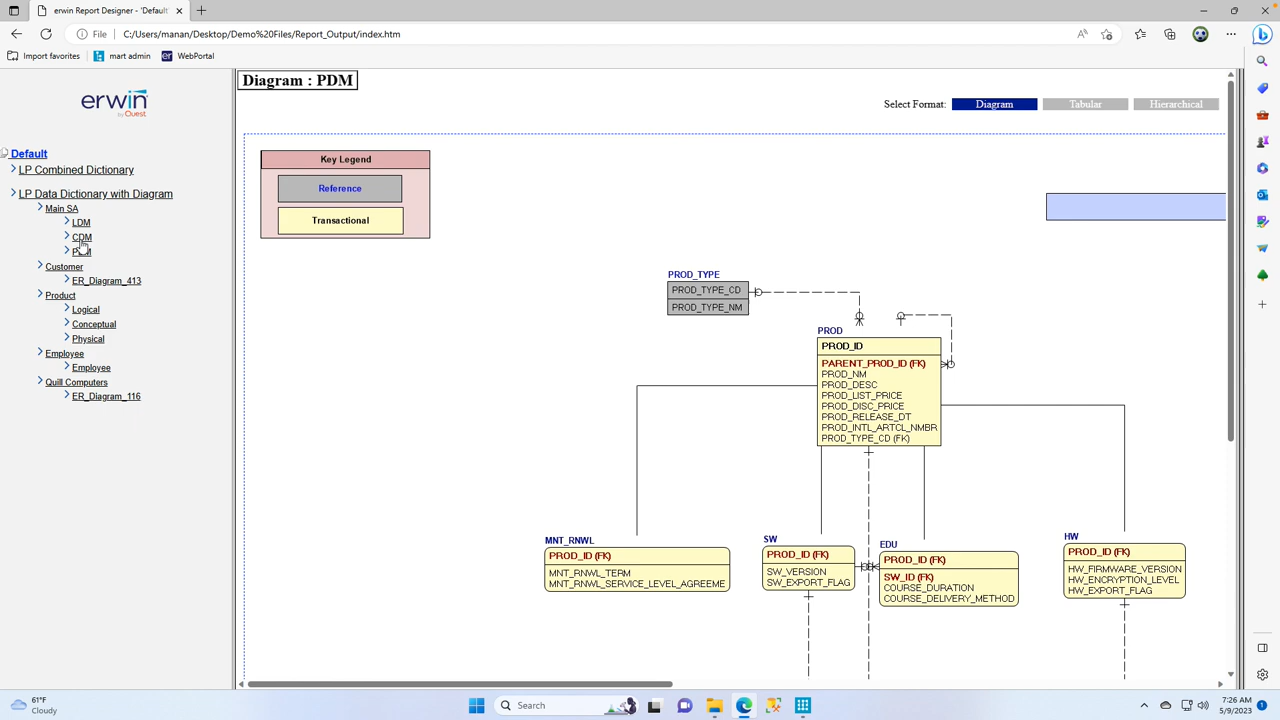 erwin Report Designer - 'Default'
File
C:/Users/manan/Desktop/Demo%20Files/Report_Output/index.htm
Import favorites
mart admin
WebPortal
erwin
by Quest
Default
LP Combined Dictionary
LP Data Dictionary with Diagram
Main SA
LDM
CDM
Customer
ER_Diagram_413
Product
Logical
Conceptual
Physical
Employee
Employee
Quill Computers
ER_Diagram_116
Diagram : PDM
Select Format:
Diagram
Tabular
Hierarchical
Key Legend
Reference
Transactional
PROD_TYPE
PROD_TYPE_CD
PROD_TYPE_NM
PROD
PROD_ID
PARENT_PROD_ID (FK)
PROD_NM
PROD_DESC
PROD_LIST_PRICE
PROD_DISC_PRICE
PROD_RELEASE_DT
PROD_INTL_ARTCL_NMBR
PROD_TYPE_CD (FK)
MNT_RNWL
PROD_ID (FK)
MNT_RNWL_TERM
MNT_RNWL_SERVICE_LEVEL_AGREEME
SW
PROD_ID (FK)
SW_VERSION
SW_EXPORT_FLAG
EDU
PROD_ID (FK)
SW_ID (FK)
COURSE_DURATION
COURSE_DELIVERY_METHOD
HW
PROD_ID (FK)
HW_FIRMWARE_VERSION
HW_ENCRYPTION_LEVEL
HW_EXPORT_FLAG
61°F
Cloudy
Search
7:26 AM
5/9/2023